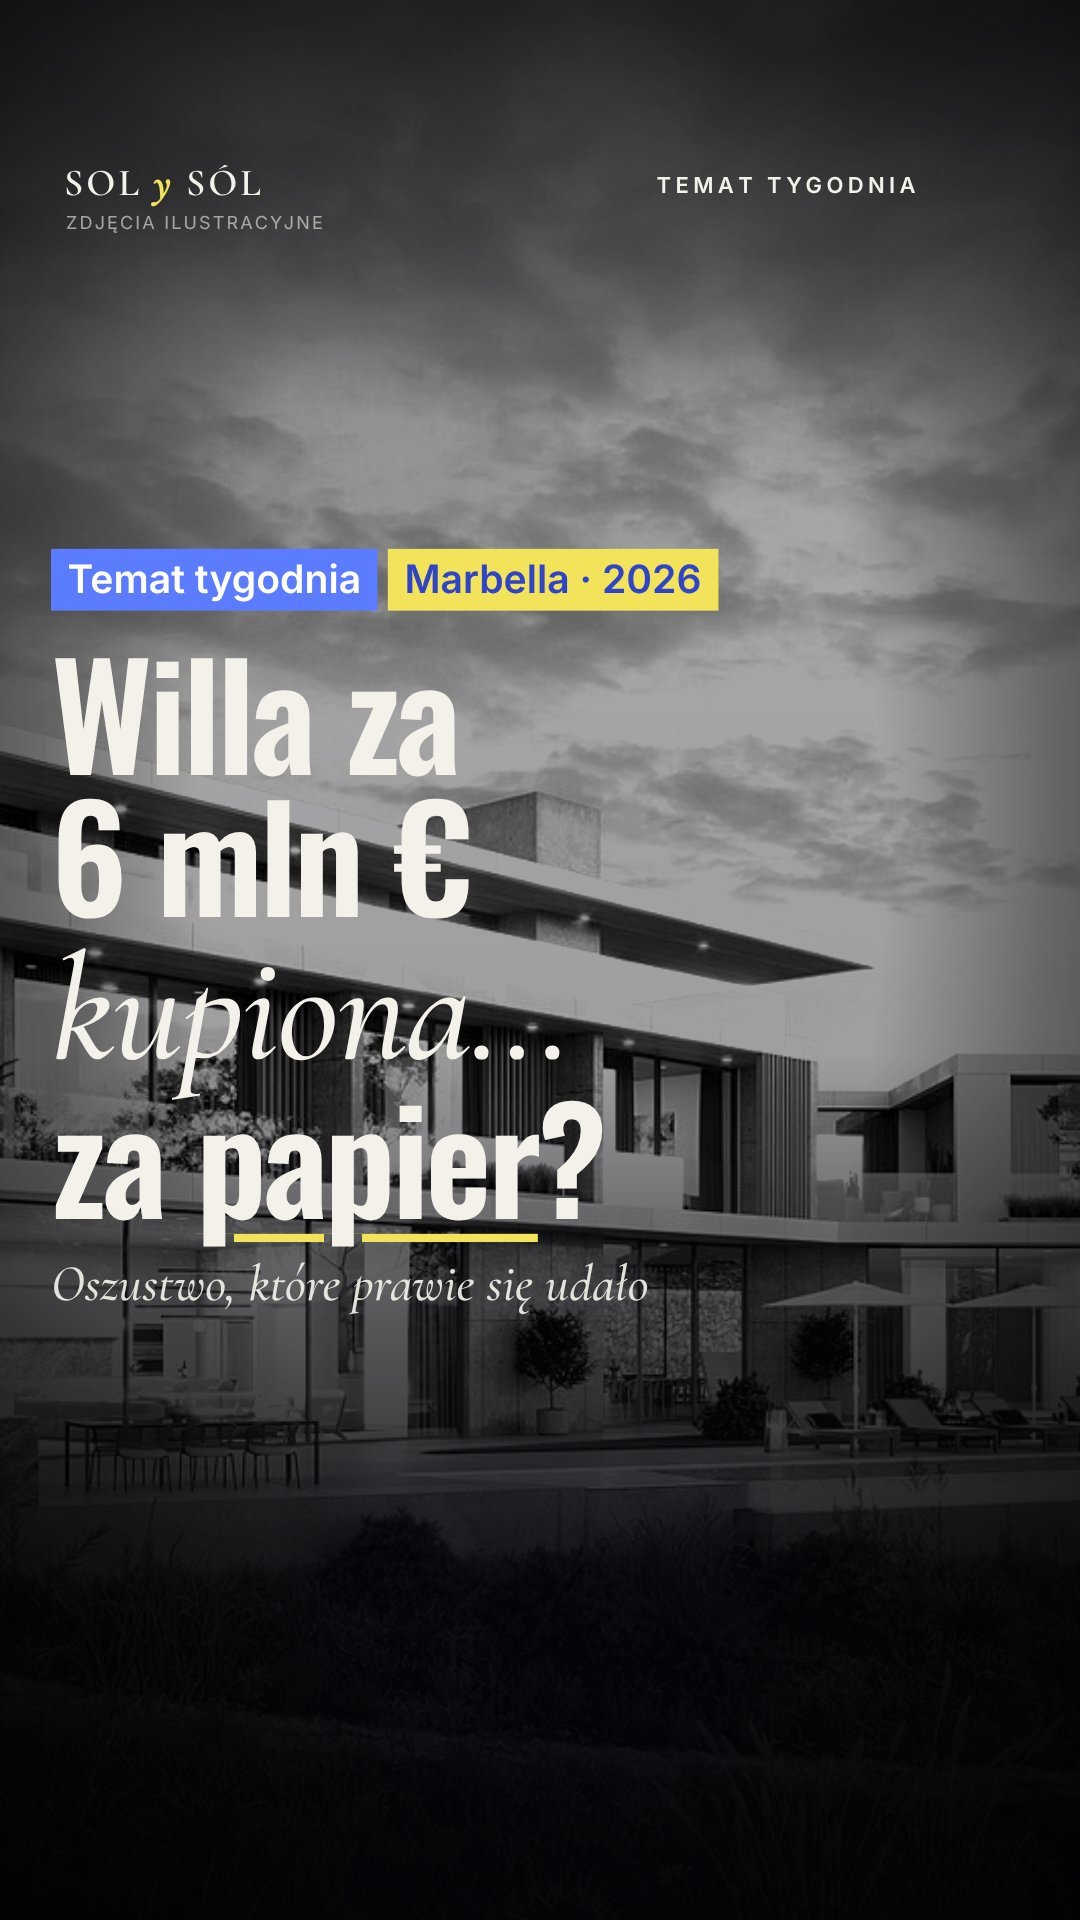 SOL y SÓL
ZDJĘCIA ILUSTRACYJNE
TEMAT TYGODNIA
Temat tygodnia
Marbella · 2026
Willa za
6 mln €
kupiona...
za papier?
Oszustwo, które prawie się udało